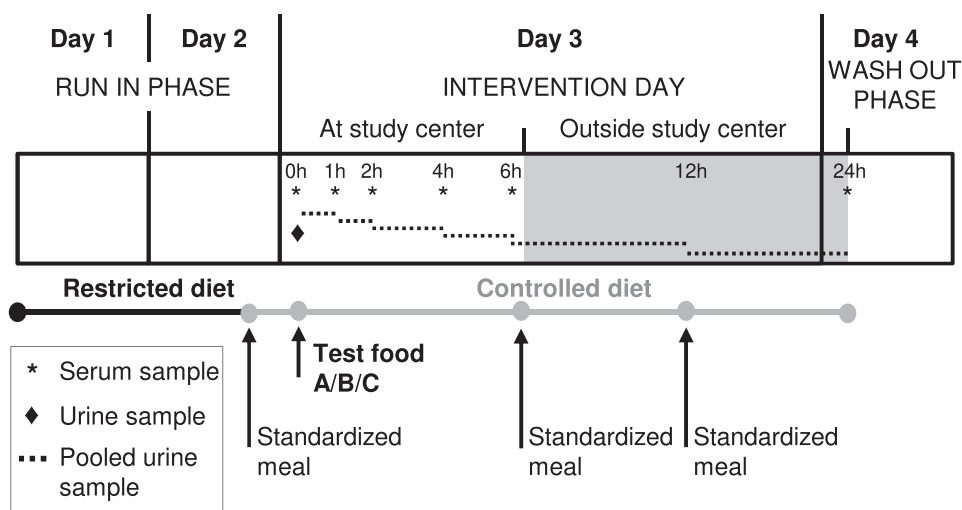 Day 1
Day 2
Day 3
Day 4
RUN IN PHASE
INTERVENTION DAY
WASH OUT
PHASE
At study center
Outside study center
0h 1h 2h 4h 6h 12h 24h
* * * * * *
Restricted diet
Controlled diet
Test food
A/B/C
* Serum sample
Urine sample
Pooled urine
sample
Standardized
meal
Standardized
meal
Standardized
meal